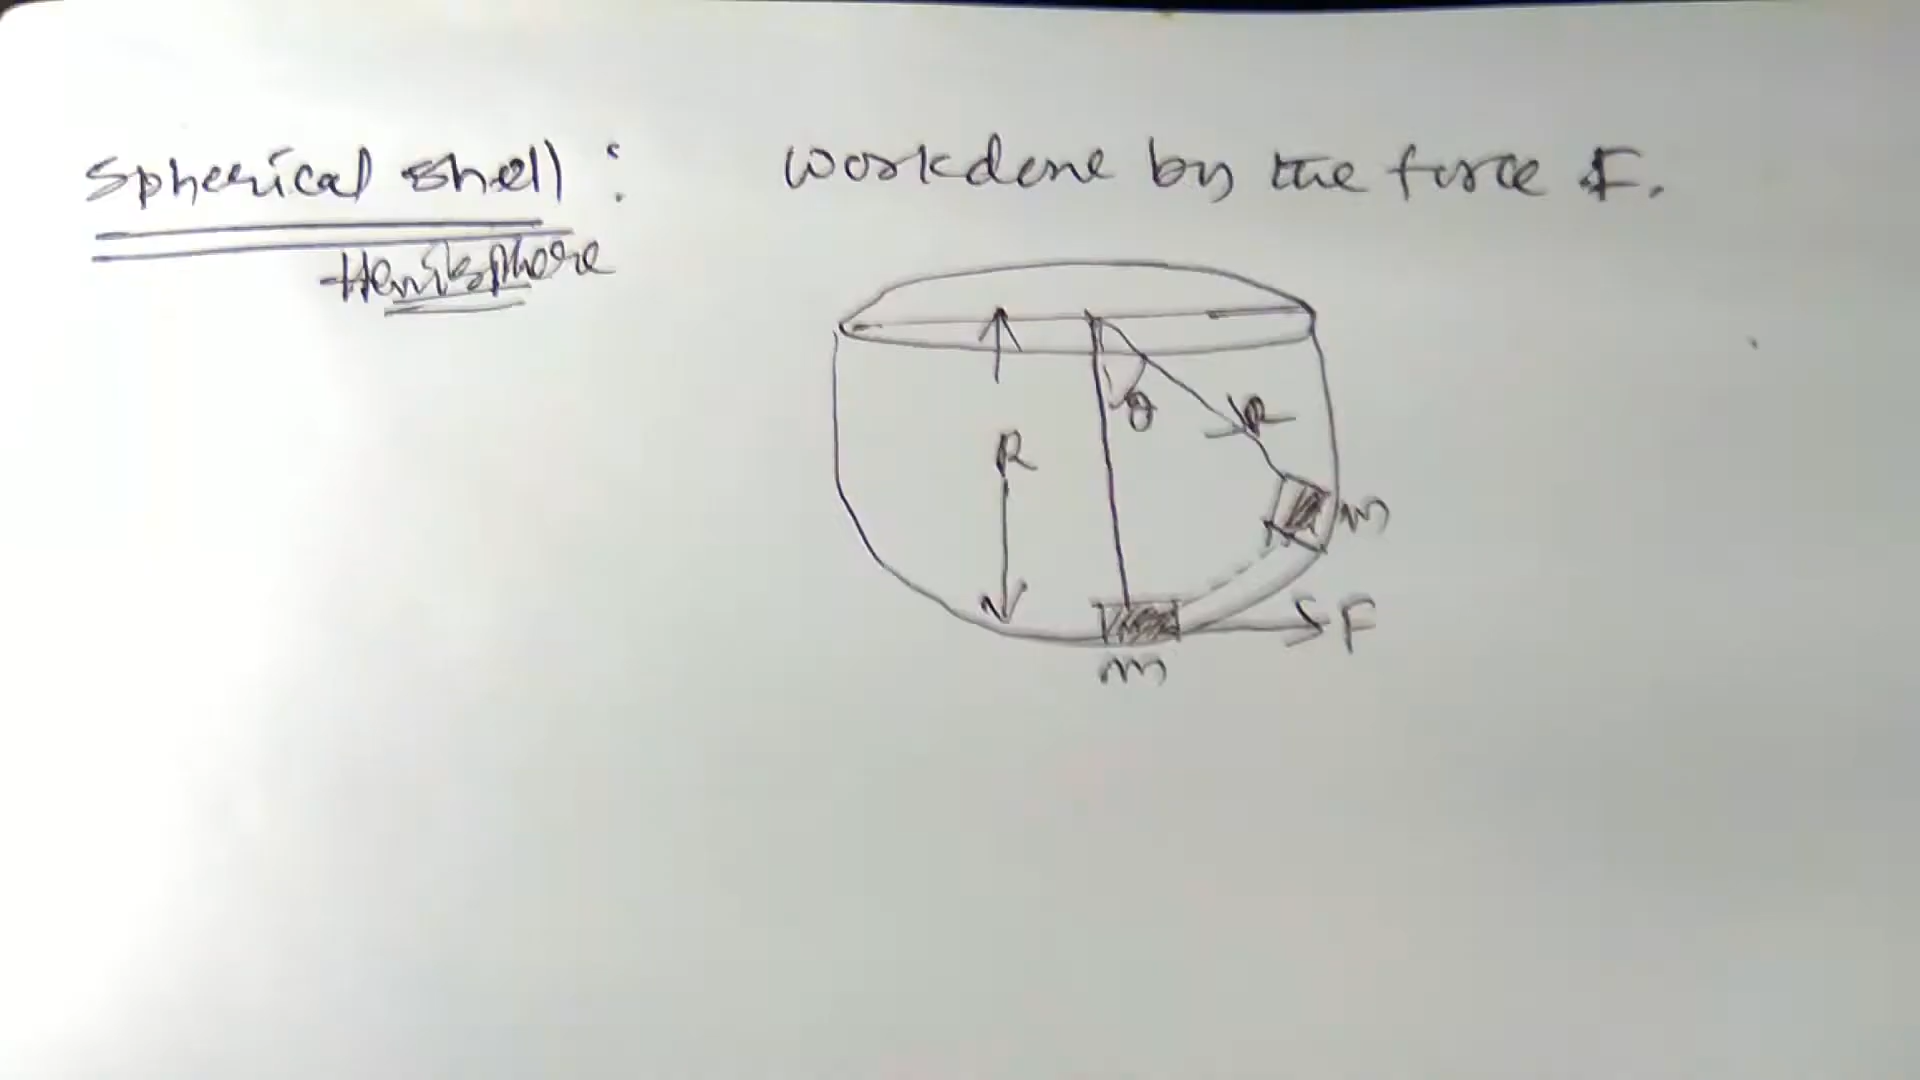 Spherical shell :
Hemisphere
Workdone by the force F.
θ
R
R
m
F
m